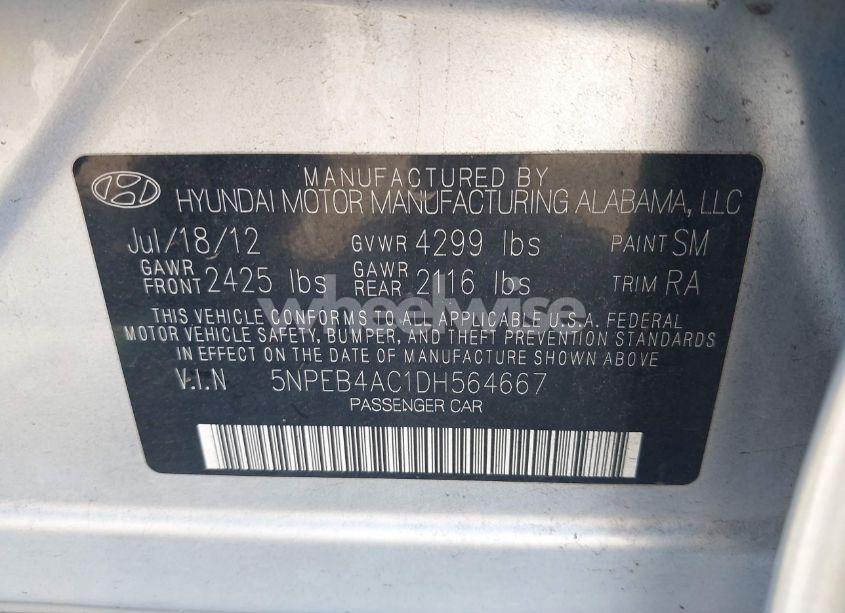 MANUFACTURED BY
HYUNDAI MOTOR MANUFACTURING ALABAMA, LLC
Jul/18/12 GVWR 4299 lbs PAINT SM
GAWR FRONT 2425 lbs GAWR REAR 2116 lbs TRIM RA
wheelwise
THIS VEHICLE CONFORMS TO ALL APPLICABLE U.S.A. FEDERAL
MOTOR VEHICLE SAFETY, BUMPER, AND THEFT PREVENTION STANDARDS
IN EFFECT ON THE DATE OF MANUFACTURE SHOWN ABOVE
V.I.N 5NPEB4AC1DH564667
PASSENGER CAR